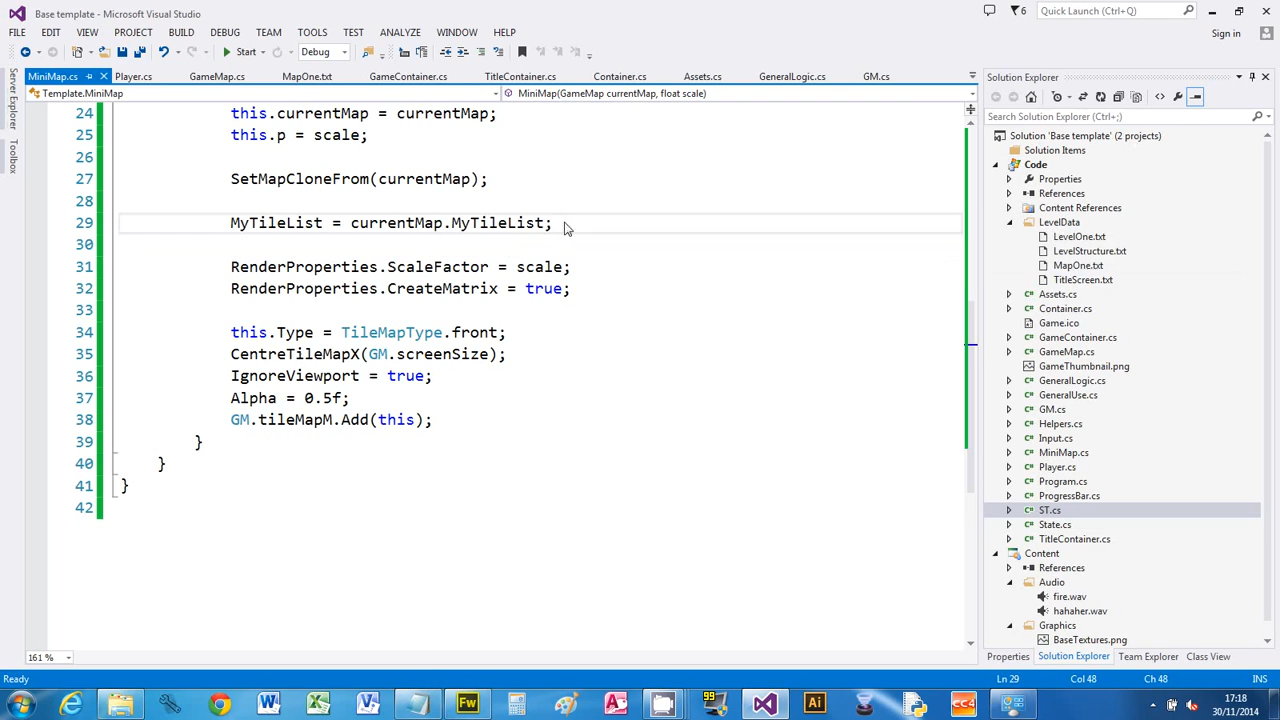 Base template - Microsoft Visual Studio
6
Quick Launch (Ctrl+Q)
FILE EDIT VIEW PROJECT BUILD DEBUG TEAM TOOLS TEST ANALYZE WINDOW HELP
Sign in
Start Debug
MiniMap.cs Player.cs GameMap.cs MapOne.txt GameContainer.cs TitleContainer.cs Container.cs Assets.cs GeneralLogic.cs GM.cs
Template.MiniMap MiniMap(GameMap currentMap, float scale)
Server Explorer
Toolbox
24 this.currentMap = currentMap;
25 this.p = scale;
26
27 SetMapCloneFrom(currentMap);
28
29 MyTileList = currentMap.MyTileList;
30
31 RenderProperties.ScaleFactor = scale;
32 RenderProperties.CreateMatrix = true;
33
34 this.Type = TileMapType.front;
35 CentreTileMapX(GM.screenSize);
36 IgnoreViewport = true;
37 Alpha = 0.5f;
38 GM.tileMapM.Add(this);
39 }
40 }
41 }
42
161 %
Solution Explorer
Search Solution Explorer (Ctrl+;)
Solution 'Base template' (2 projects)
Solution Items
Code
Properties
References
Content References
LevelData
LevelOne.txt
LevelStructure.txt
MapOne.txt
TitleScreen.txt
Assets.cs
Container.cs
Game.ico
GameContainer.cs
GameMap.cs
GameThumbnail.png
GeneralLogic.cs
GeneralUse.cs
GM.cs
Helpers.cs
Input.cs
MiniMap.cs
Player.cs
Program.cs
ProgressBar.cs
ST.cs
State.cs
TitleContainer.cs
Content
References
Audio
fire.wav
hahaher.wav
Graphics
BaseTextures.png
Properties Solution Explorer Team Explorer Class View
Ready Ln 29 Col 48 Ch 48 INS
Fw 99 Ai CC4
17:18
30/11/2014